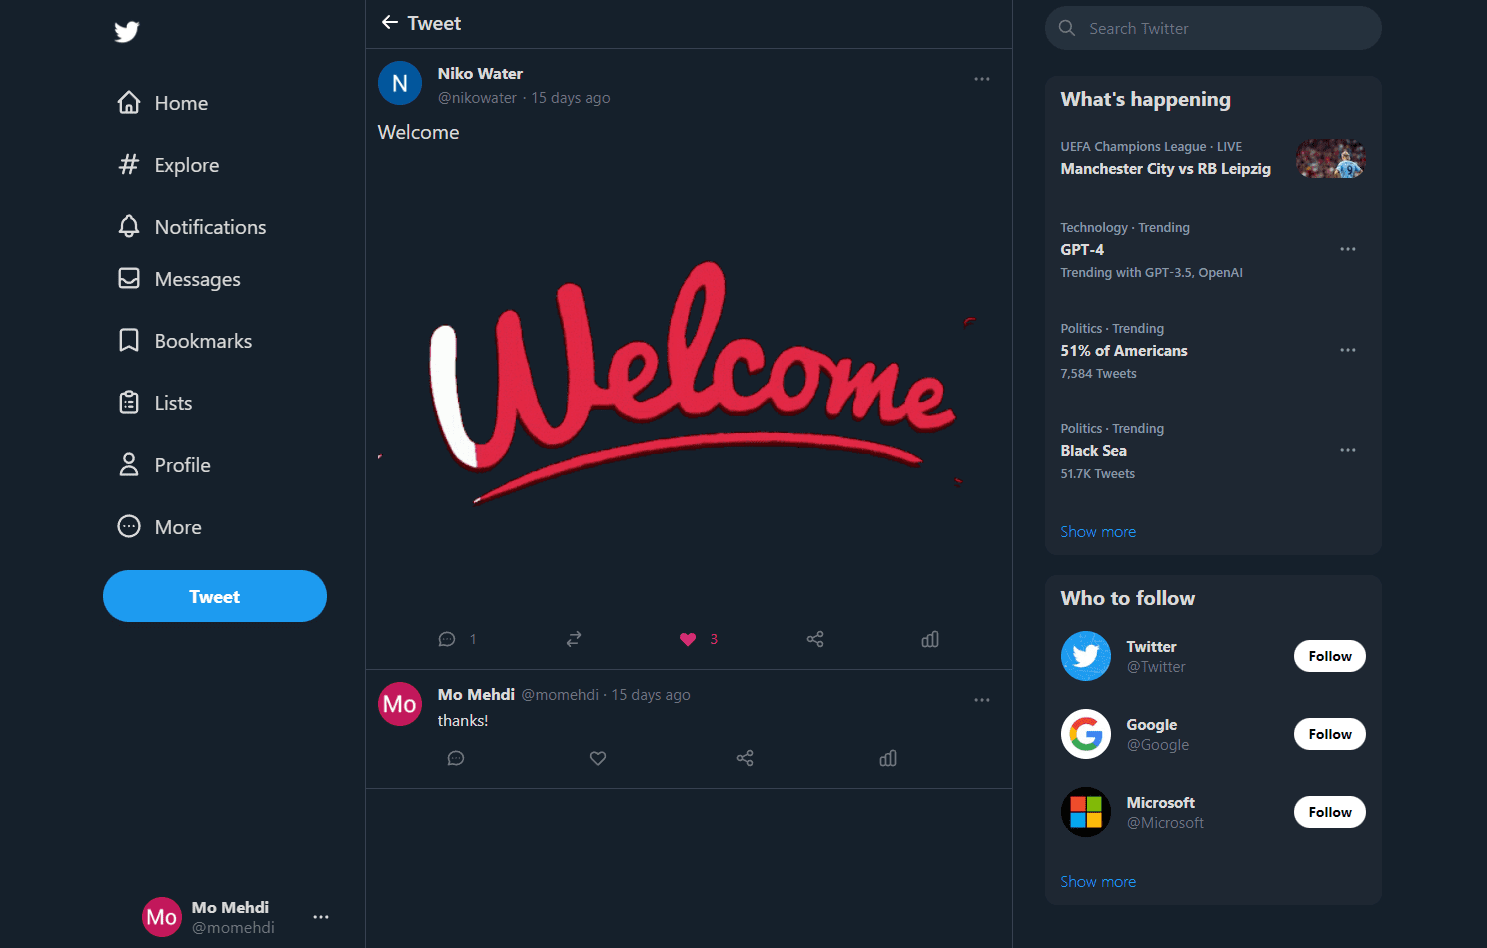 Home
Explore
Notifications
Messages
Bookmarks
Lists
Profile
More
Tweet
Mo
Mo Mehdi
@momehdi
Tweet
N
Niko Water
@nikowater · 15 days ago
Welcome
Welcome
1
3
Mo
Mo Mehdi @momehdi · 15 days ago
thanks!
Search Twitter
What's happening
UEFA Champions League · LIVE
Manchester City vs RB Leipzig
9
Technology · Trending
GPT-4
Trending with GPT-3.5, OpenAI
Politics · Trending
51% of Americans
7,584 Tweets
Politics · Trending
Black Sea
51.7K Tweets
Show more
Who to follow
Twitter
@Twitter
Follow
Google
@Google
Follow
Microsoft
@Microsoft
Follow
Show more